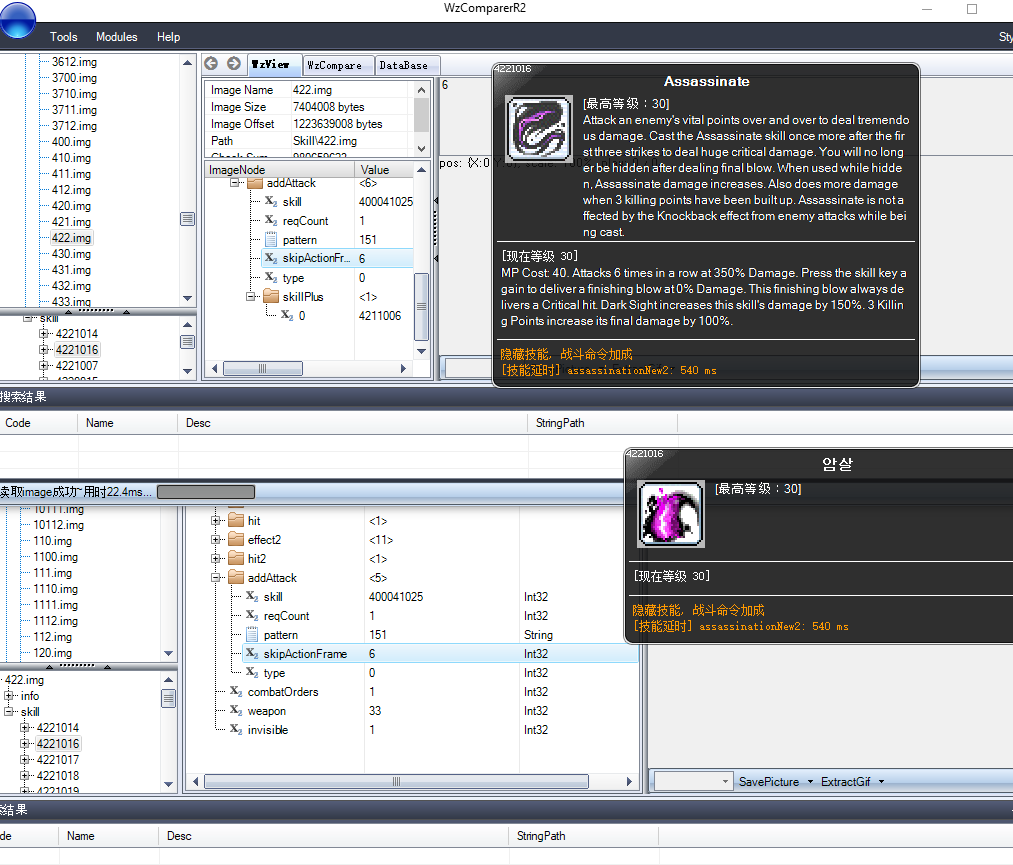 WzComparerR2
Tools Modules Help Sty
3612.img
3700.img
3710.img
3711.img
3712.img
400.img
410.img
411.img
412.img
420.img
421.img
422.img
430.img
431.img
432.img
433.img
skill
4221014
4221016
4221007
WzView WzCompare DataBase
Image Name 422.img
Image Size 7404008 bytes
Image Offset 1223639008 bytes
Path Skill\422.img
ImageNode Value
addAttack <6>
skill 400041025
reqCount 1
pattern 151
skipActionFr... 6
type 0
skillPlus <1>
0 4211006
6
4221016
Assassinate
[最高等级：30]
Attack an enemy's vital points over and over to deal tremendo
us damage. Cast the Assassinate skill once more after the fir
st three strikes to deal huge critical damage. You will no long
er be hidden after dealing final blow. When used while hidde
n, Assassinate damage increases. Also does more damage
when 3 killing points have been built up. Assassinate is not a
ffected by the Knockback effect from enemy attacks while bei
ng cast.
[现在等级 30]
MP Cost: 40. Attacks 6 times in a row at 350% Damage. Press the skill key a
gain to deliver a finishing blow at 0% Damage. This finishing blow always de
livers a Critical hit. Dark Sight increases this skill's damage by 150%. 3 Killin
g Points increase its final damage by 100%.
隐藏技能, 战斗命令加成
[技能延时] assassinationNew2: 540 ms
搜索结果
Code Name Desc StringPath
读取image成功~用时22.4ms...
10111.img
10112.img
110.img
1100.img
111.img
1110.img
1111.img
1112.img
112.img
120.img
422.img
info
skill
4221014
4221016
4221017
4221018
4221019
hit <1>
effect2 <11>
hit2 <1>
addAttack <5>
skill 400041025 Int32
reqCount 1 Int32
pattern 151 String
skipActionFrame 6 Int32
type 0 Int32
combatOrders 1 Int32
weapon 33 Int32
invisible 1 Int32
4221016
암살
[最高等级：30]
[现在等级 30]
隐藏技能, 战斗命令加成
[技能延时] assassinationNew2: 540 ms
SavePicture ExtractGif
结果
de Name Desc StringPath